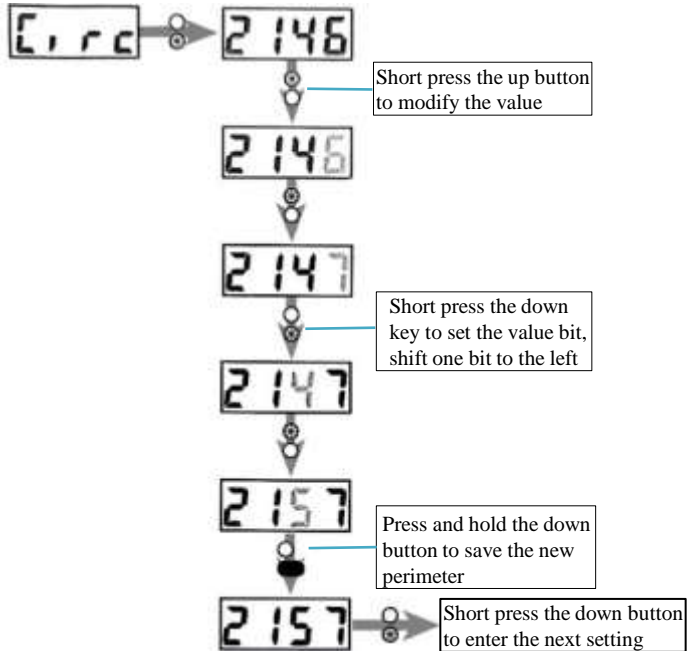 Circ
2146
Short press the up button
to modify the value
2146
2147
Short press the down
key to set the value bit,
shift one bit to the left
2147
2157
Press and hold the down
button to save the new
perimeter
2157
Short press the down button
to enter the next setting